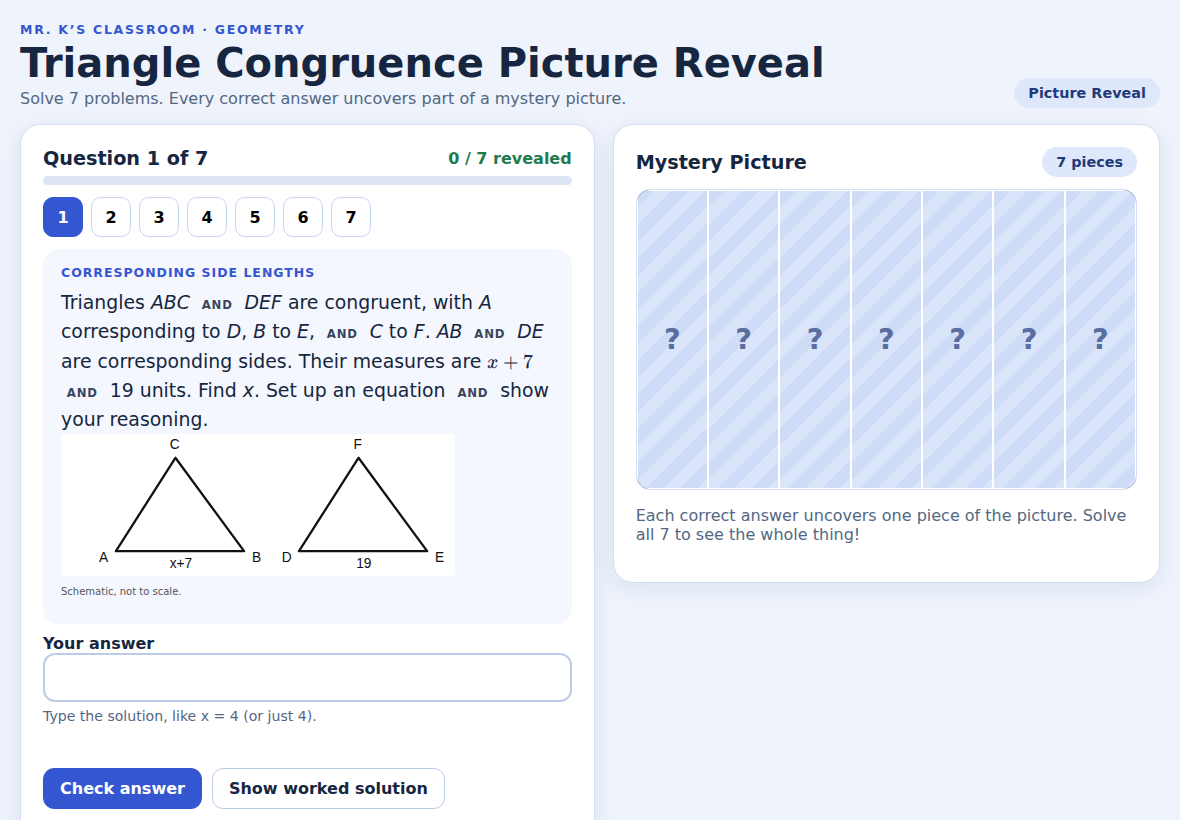 MR. K’S CLASSROOM · GEOMETRY
Triangle Congruence Picture Reveal
Solve 7 problems. Every correct answer uncovers part of a mystery picture.
Picture Reveal
Question 1 of 7
0 / 7 revealed
1 2 3 4 5 6 7
CORRESPONDING SIDE LENGTHS
Triangles ABC AND DEF are congruent, with A
corresponding to D, B to E, AND C to F. AB AND DE
are corresponding sides. Their measures are x + 7
AND 19 units. Find x. Set up an equation AND show
your reasoning.
C F
A B D E
x+7 19
Schematic, not to scale.
Your answer
Type the solution, like x = 4 (or just 4).
Check answer
Show worked solution
Mystery Picture
7 pieces
? ? ? ? ? ? ?
Each correct answer uncovers one piece of the picture. Solve
all 7 to see the whole thing!